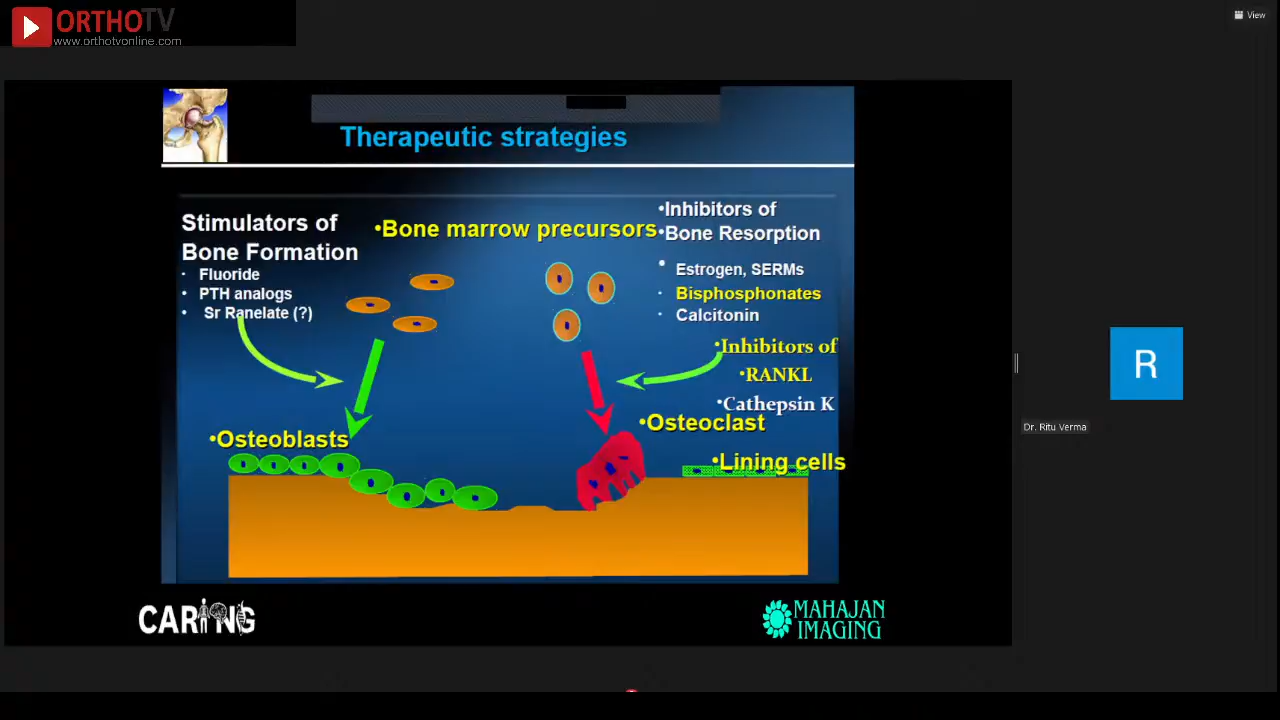 ORTHOTV
www.orthotvonline.com
View
Therapeutic strategies
Stimulators of
Bone Formation
· Fluoride
• PTH analogs
• Sr Ranelate (?)
•Bone marrow precursors
•Inhibitors of
•Bone Resorption
• Estrogen, SERMs
· Bisphosphonates
· Calcitonin
•Inhibitors of
•RANKL
•Cathepsin K
•Osteoclast
•Osteoblasts
•Lining cells
R
Dr. Ritu Verma
CARING
MAHAJAN
IMAGING